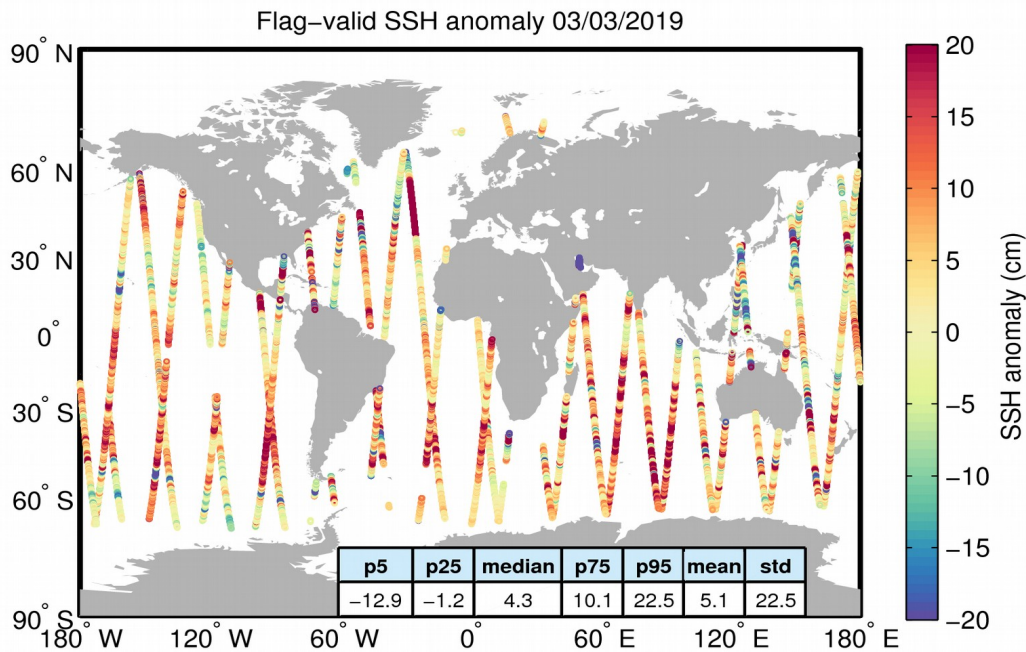 Flag−valid SSH anomaly 03/03/2019
90° N
60° N
30° N
0°
30° S
60° S
90° S
180° W
120° W
60° W
0°
60° E
120° E
180° E
p5 p25 median p75 p95 mean std
−12.9 −1.2 4.3 10.1 22.5 5.1 22.5
20
15
10
5
0
−5
−10
−15
−20
SSH anomaly (cm)